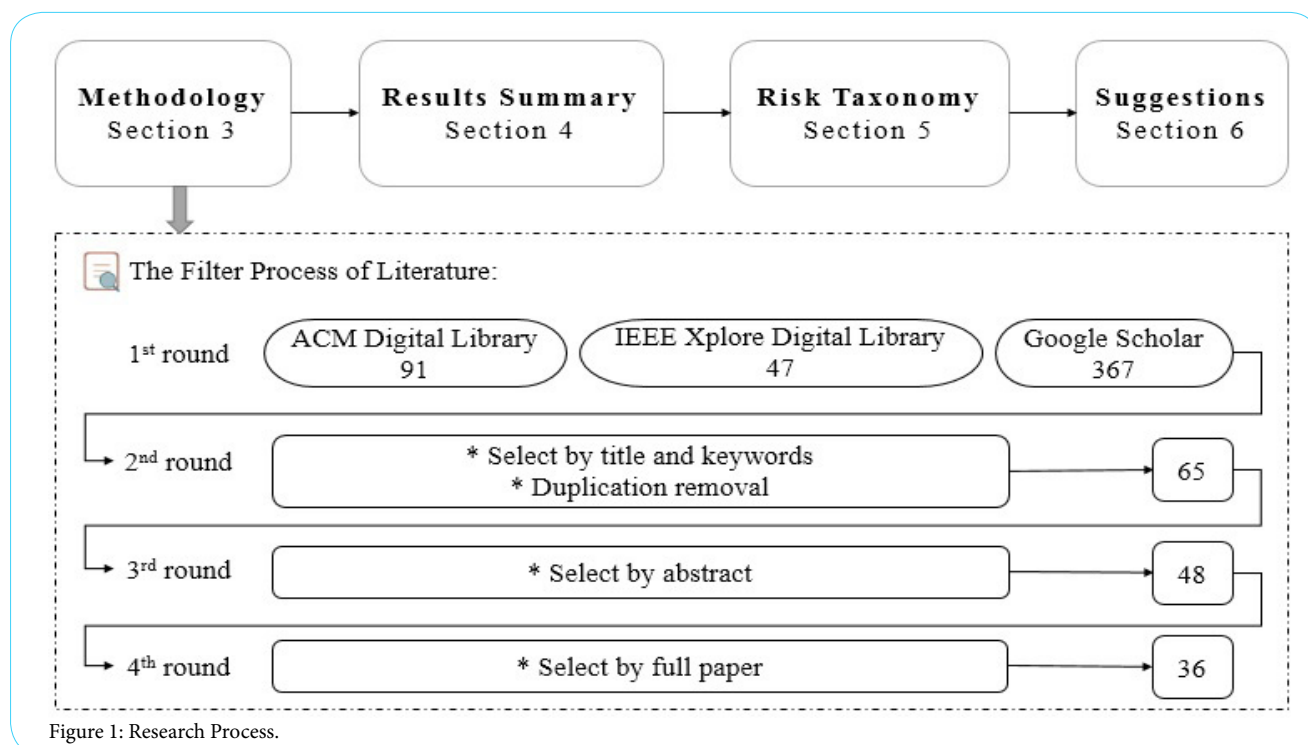 Methodology
Section 3
Results Summary
Section 4
Risk Taxonomy
Section 5
Suggestions
Section 6
The Filter Process of Literature:
1st round
ACM Digital Library
91
IEEE Xplore Digital Library
47
Google Scholar
367
2nd round
* Select by title and keywords
* Duplication removal
65
3rd round
* Select by abstract
48
4th round
* Select by full paper
36
Figure 1: Research Process.